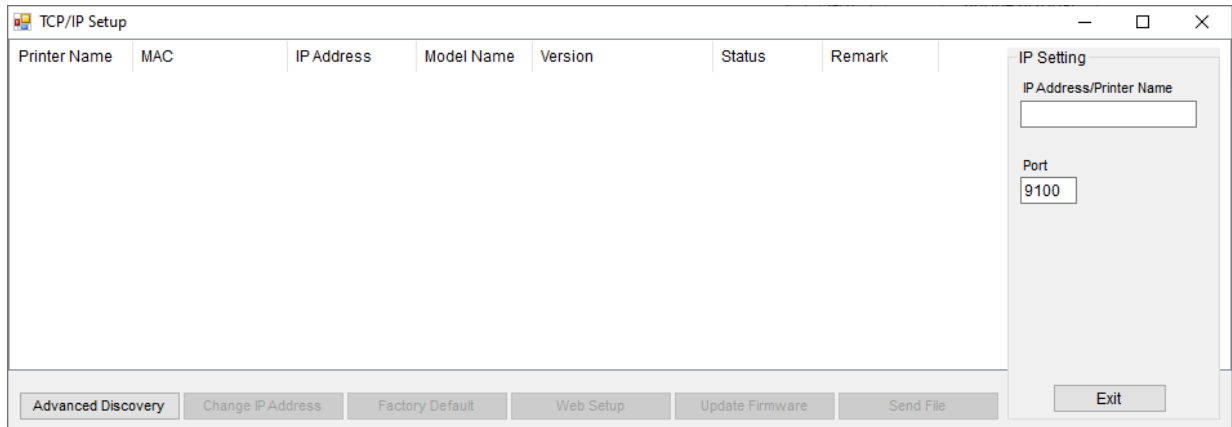 TCP/IP Setup
Printer Name MAC IP Address Model Name Version Status Remark
IP Setting
IP Address/Printer Name
Port
9100
Advanced Discovery Change IP Address Factory Default Web Setup Update Firmware Send File
Exit